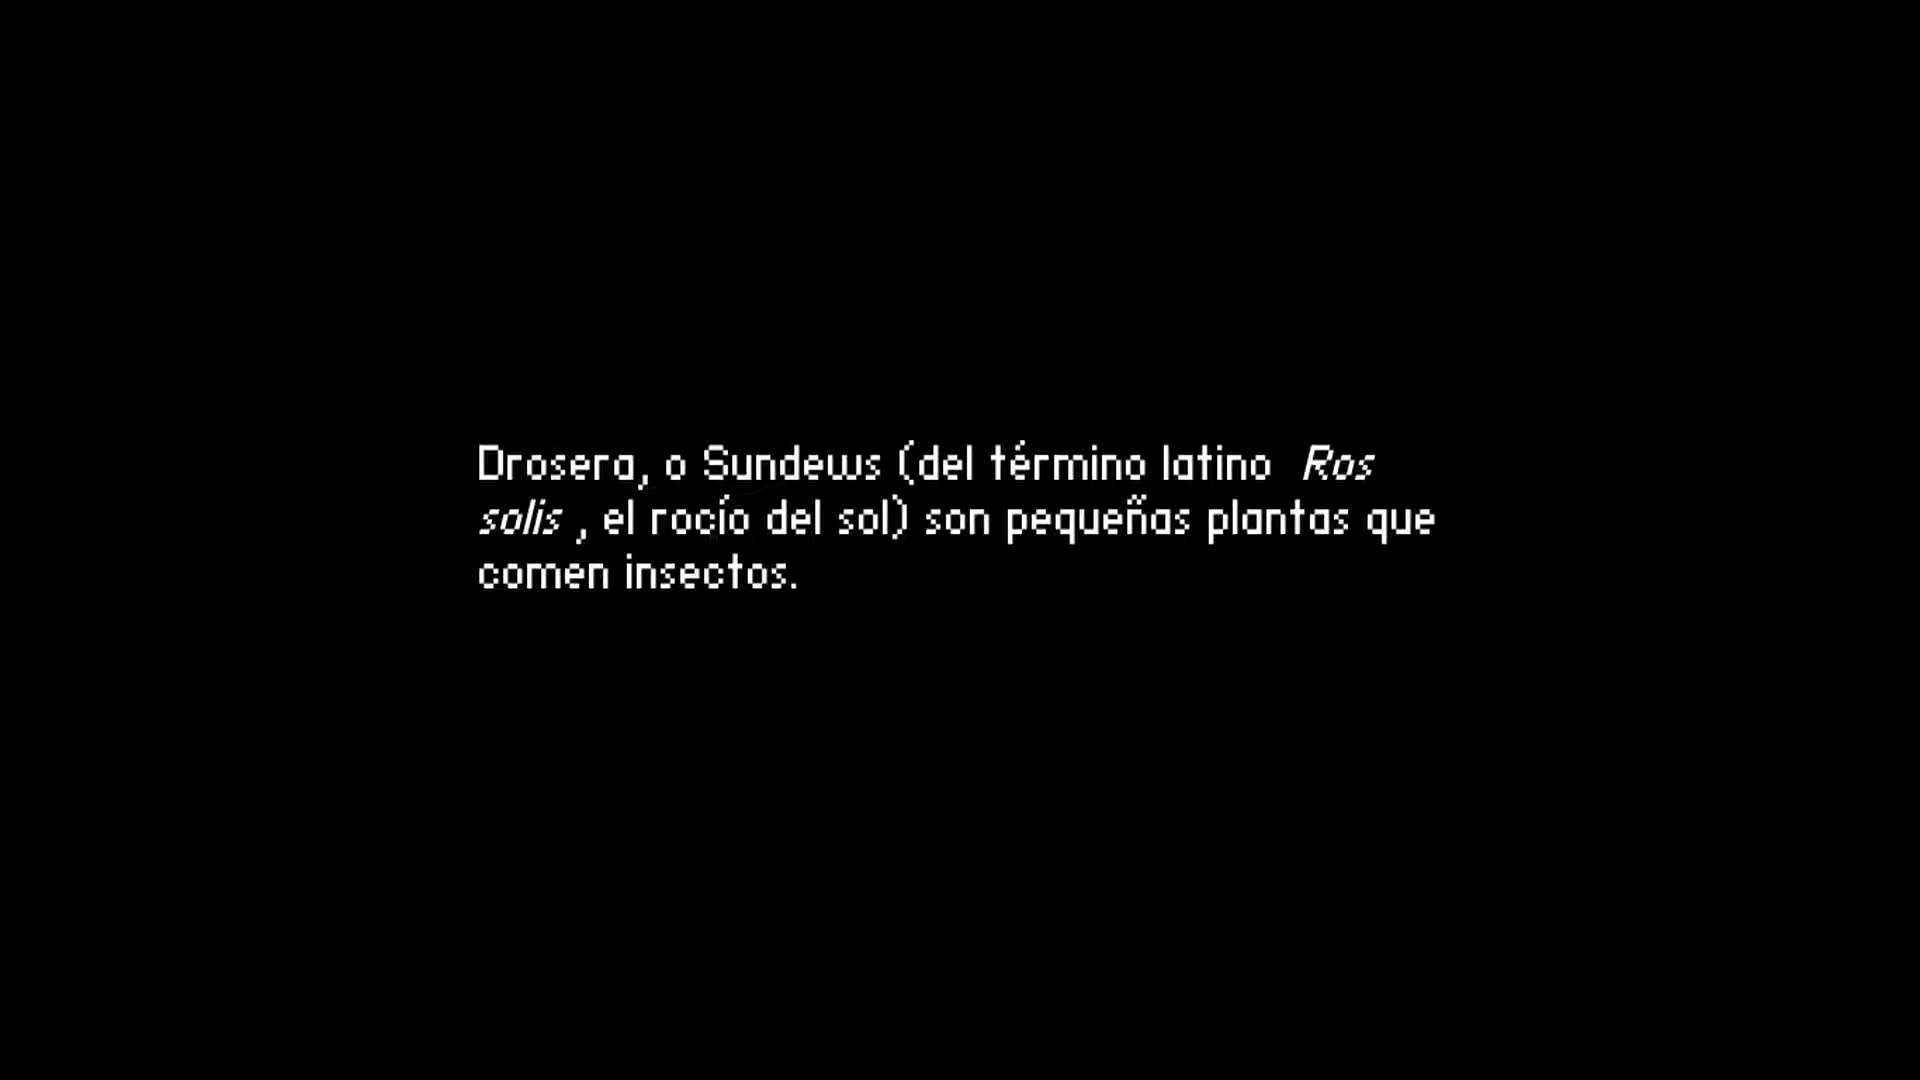 Drosera, o Sundews (del término latino Ros
solis , el rocío del sol) son pequeñas plantas que
comen insectos.